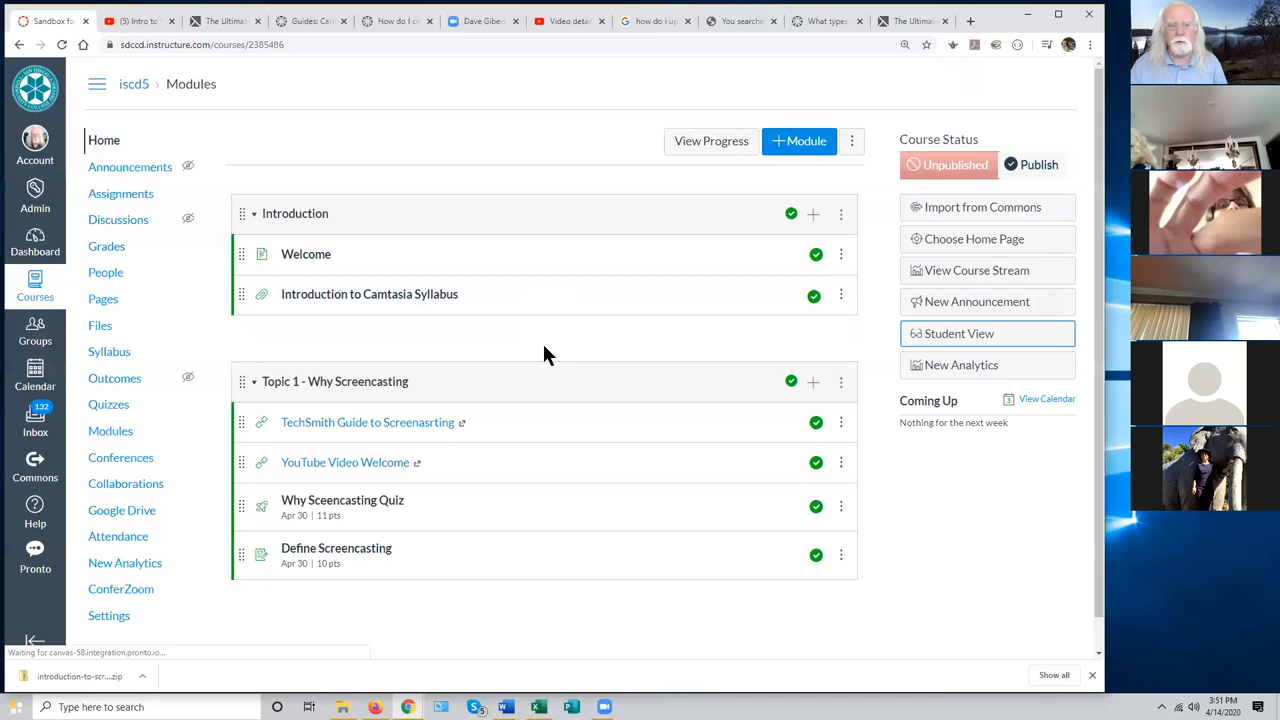 Sandbox for
(5) Intro to S
The Ultima
Guides: Can
How do I cr
Dave Gibers
Video detai
how do i up
You searche
What types
The Ultima
sdccd.instructure.com/courses/2385486
iscd5 › Modules
Account
Admin
Dashboard
Courses
Groups
Calendar
132
Inbox
Commons
Help
Pronto
Home
Announcements
Assignments
Discussions
Grades
People
Pages
Files
Syllabus
Outcomes
Quizzes
Modules
Conferences
Collaborations
Google Drive
Attendance
New Analytics
ConferZoom
Settings
View Progress
+ Module
Introduction
Welcome
Introduction to Camtasia Syllabus
Topic 1 - Why Screencasting
TechSmith Guide to Screenasrting
YouTube Video Welcome
Why Sceencasting Quiz
Apr 30 | 11 pts
Define Screencasting
Apr 30 | 10 pts
Course Status
Unpublished Publish
Import from Commons
Choose Home Page
View Course Stream
New Announcement
Student View
New Analytics
Coming Up View Calendar
Nothing for the next week
Waiting for canvas-58.integration.pronto.io...
introduction-to-scr....zip
Show all
Type here to search
3:51 PM
4/14/2020